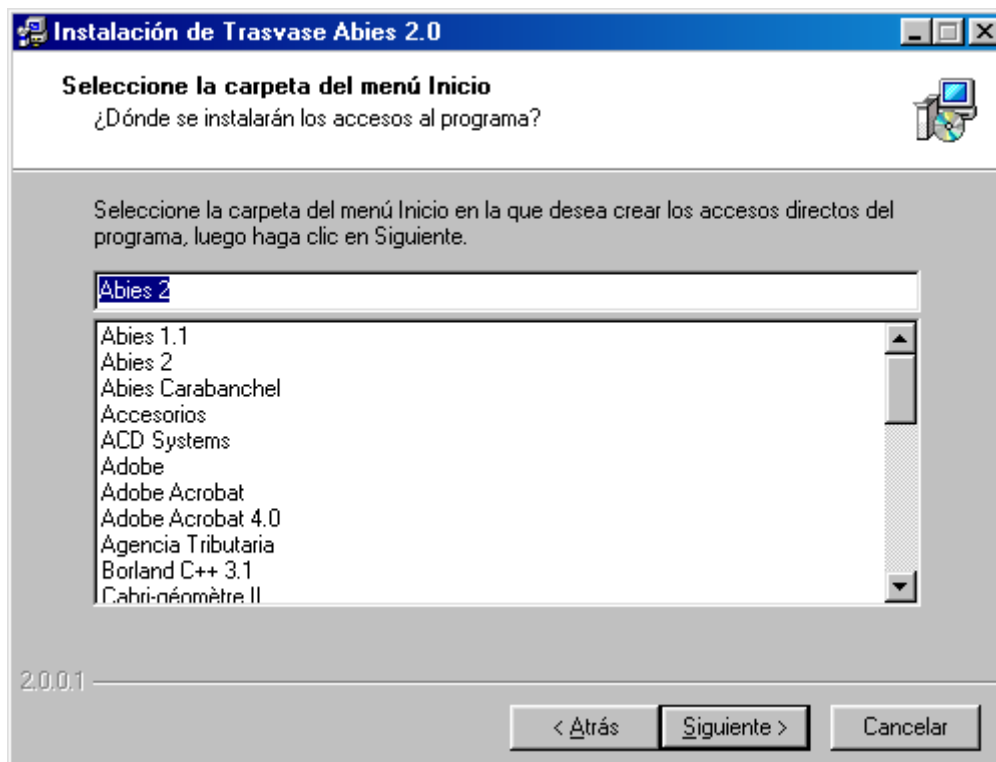 Instalación de Trasvase Abies 2.0
Seleccione la carpeta del menú Inicio
¿Dónde se instalarán los accesos al programa?
Seleccione la carpeta del menú Inicio en la que desea crear los accesos directos del
programa, luego haga clic en Siguiente.
Abies 2
Abies 1.1
Abies 2
Abies Carabanchel
Accesorios
ACD Systems
Adobe
Adobe Acrobat
Adobe Acrobat 4.0
Agencia Tributaria
Borland C++ 3.1
Cabri-géomètre II
2.0.0.1
< Atrás
Siguiente >
Cancelar